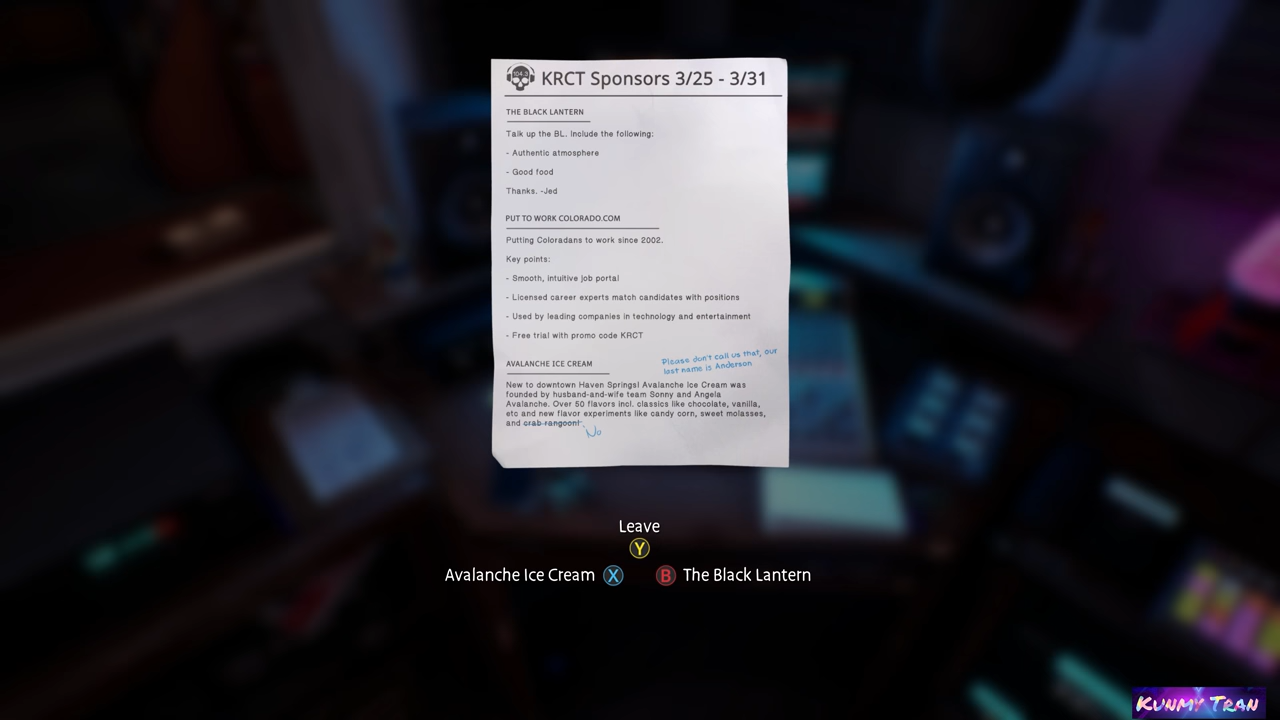 104.3
KRCT Sponsors 3/25 - 3/31
THE BLACK LANTERN
Talk up the BL. Include the following:
- Authentic atmosphere
- Good food
Thanks. -Jed
PUT TO WORK COLORADO.COM
Putting Coloradans to work since 2002.
Key points:
- Smooth, intuitive job portal
- Licensed career experts match candidates with positions
- Used by leading companies in technology and entertainment
- Free trial with promo code KRCT
Please don't call us that, our
last name is Anderson
AVALANCHE ICE CREAM
New to downtown Haven Springs! Avalanche Ice Cream was
founded by husband-and-wife team Sonny and Angela
Avalanche. Over 50 flavors incl. classics like chocolate, vanilla,
etc and new flavor experiments like candy corn, sweet molasses,
and crab rangoon!
No
Leave
Y
Avalanche Ice Cream X B The Black Lantern
KUNMY TRAN